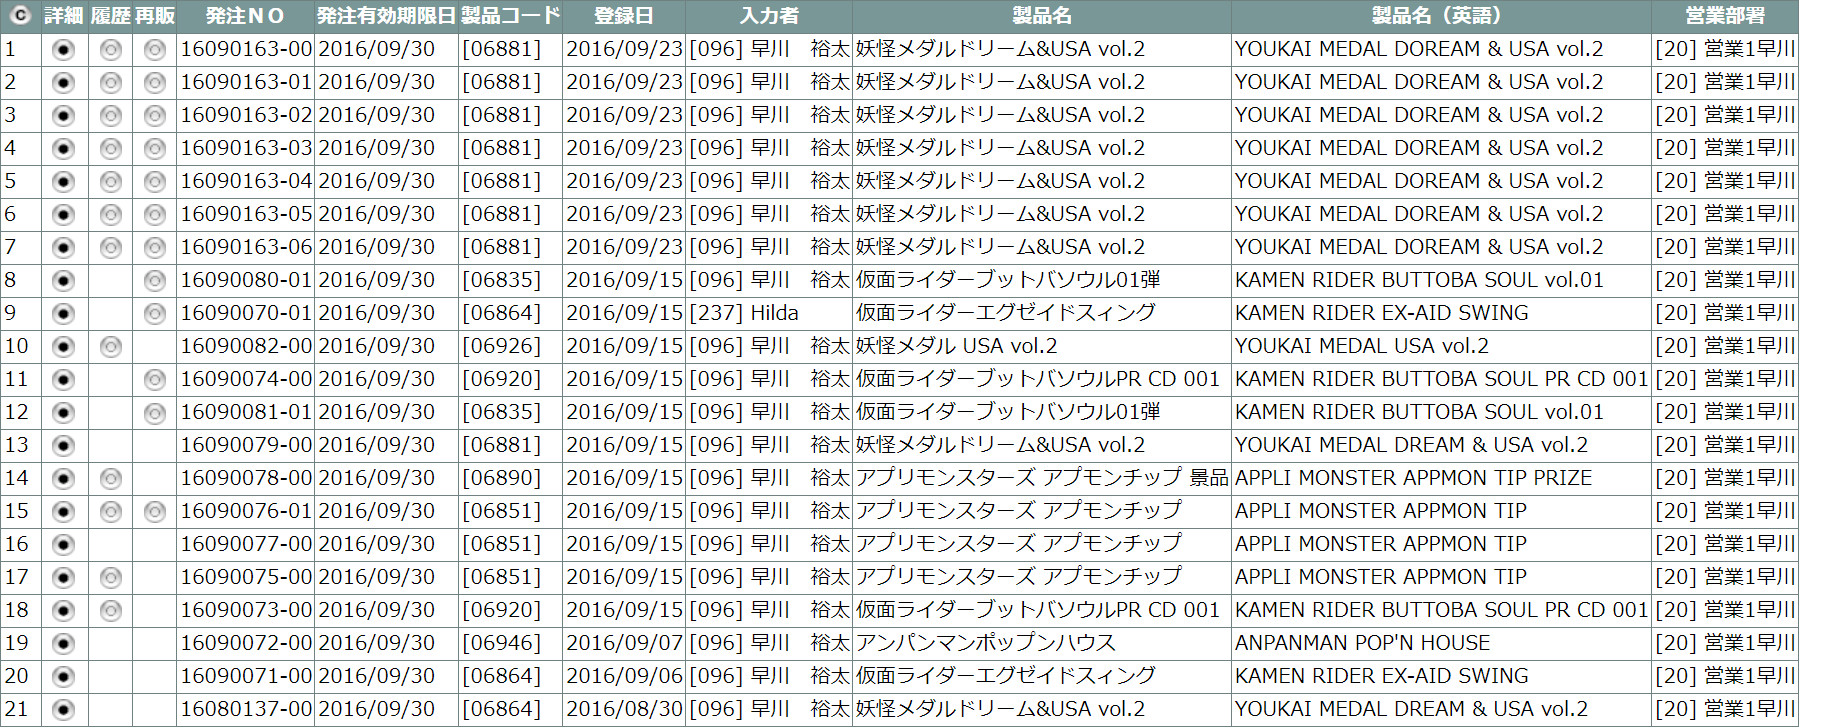 C 詳細 履歴 再販 発注ＮＯ 発注有効期限日 製品コード 登録日 入力者 製品名 製品名（英語） 営業部署
1 16090163-00 2016/09/30 [06881] 2016/09/23 [096] 早川　裕太 妖怪メダルドリーム&USA vol.2 YOUKAI MEDAL DOREAM & USA vol.2 [20] 営業1早川
2 16090163-01 2016/09/30 [06881] 2016/09/23 [096] 早川　裕太 妖怪メダルドリーム&USA vol.2 YOUKAI MEDAL DOREAM & USA vol.2 [20] 営業1早川
3 16090163-02 2016/09/30 [06881] 2016/09/23 [096] 早川　裕太 妖怪メダルドリーム&USA vol.2 YOUKAI MEDAL DOREAM & USA vol.2 [20] 営業1早川
4 16090163-03 2016/09/30 [06881] 2016/09/23 [096] 早川　裕太 妖怪メダルドリーム&USA vol.2 YOUKAI MEDAL DOREAM & USA vol.2 [20] 営業1早川
5 16090163-04 2016/09/30 [06881] 2016/09/23 [096] 早川　裕太 妖怪メダルドリーム&USA vol.2 YOUKAI MEDAL DOREAM & USA vol.2 [20] 営業1早川
6 16090163-05 2016/09/30 [06881] 2016/09/23 [096] 早川　裕太 妖怪メダルドリーム&USA vol.2 YOUKAI MEDAL DOREAM & USA vol.2 [20] 営業1早川
7 16090163-06 2016/09/30 [06881] 2016/09/23 [096] 早川　裕太 妖怪メダルドリーム&USA vol.2 YOUKAI MEDAL DOREAM & USA vol.2 [20] 営業1早川
8 16090080-01 2016/09/30 [06835] 2016/09/15 [096] 早川　裕太 仮面ライダーブットバソウル01弾 KAMEN RIDER BUTTOBA SOUL vol.01 [20] 営業1早川
9 16090070-01 2016/09/30 [06864] 2016/09/15 [237] Hilda 仮面ライダーエグゼイドスィング KAMEN RIDER EX-AID SWING [20] 営業1早川
10 16090082-00 2016/09/30 [06926] 2016/09/15 [096] 早川　裕太 妖怪メダル USA vol.2 YOUKAI MEDAL USA vol.2 [20] 営業1早川
11 16090074-00 2016/09/30 [06920] 2016/09/15 [096] 早川　裕太 仮面ライダーブットバソウルPR CD 001 KAMEN RIDER BUTTOBA SOUL PR CD 001 [20] 営業1早川
12 16090081-01 2016/09/30 [06835] 2016/09/15 [096] 早川　裕太 仮面ライダーブットバソウル01弾 KAMEN RIDER BUTTOBA SOUL vol.01 [20] 営業1早川
13 16090079-00 2016/09/30 [06881] 2016/09/15 [096] 早川　裕太 妖怪メダルドリーム&USA vol.2 YOUKAI MEDAL DREAM & USA vol.2 [20] 営業1早川
14 16090078-00 2016/09/30 [06890] 2016/09/15 [096] 早川　裕太 アプリモンスターズ アプモンチップ 景品 APPLI MONSTER APPMON TIP PRIZE [20] 営業1早川
15 16090076-01 2016/09/30 [06851] 2016/09/15 [096] 早川　裕太 アプリモンスターズ アプモンチップ APPLI MONSTER APPMON TIP [20] 営業1早川
16 16090077-00 2016/09/30 [06851] 2016/09/15 [096] 早川　裕太 アプリモンスターズ アプモンチップ APPLI MONSTER APPMON TIP [20] 営業1早川
17 16090075-00 2016/09/30 [06851] 2016/09/15 [096] 早川　裕太 アプリモンスターズ アプモンチップ APPLI MONSTER APPMON TIP [20] 営業1早川
18 16090073-00 2016/09/30 [06920] 2016/09/15 [096] 早川　裕太 仮面ライダーブットバソウルPR CD 001 KAMEN RIDER BUTTOBA SOUL PR CD 001 [20] 営業1早川
19 16090072-00 2016/09/30 [06946] 2016/09/07 [096] 早川　裕太 アンパンマンポップンハウス ANPANMAN POP'N HOUSE [20] 営業1早川
20 16090071-00 2016/09/30 [06864] 2016/09/06 [096] 早川　裕太 仮面ライダーエグゼイドスィング KAMEN RIDER EX-AID SWING [20] 営業1早川
21 16080137-00 2016/09/30 [06864] 2016/08/30 [096] 早川　裕太 妖怪メダルドリーム&USA vol.2 YOUKAI MEDAL DREAM & USA vol.2 [20] 営業1早川